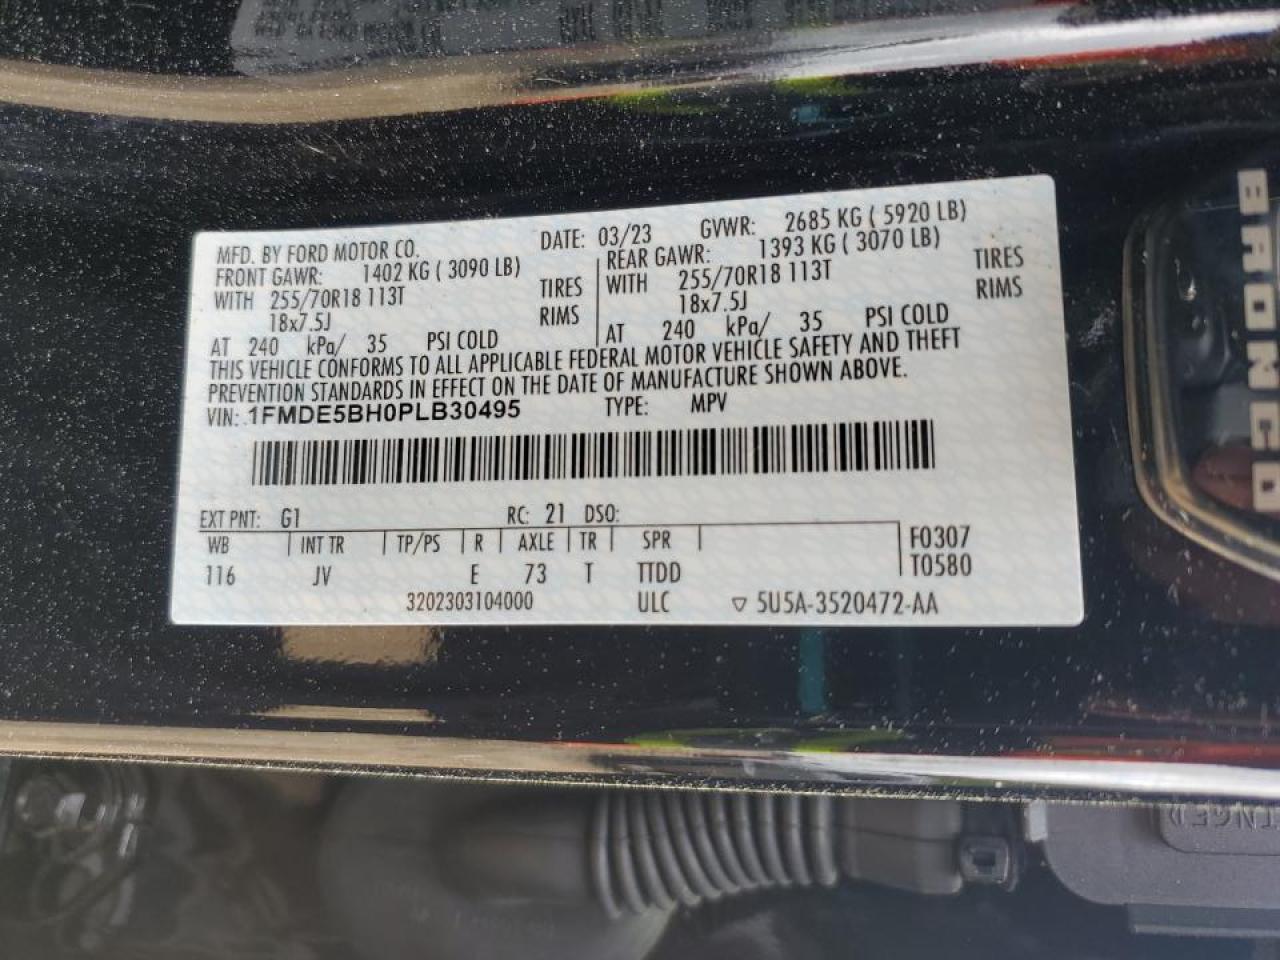 MFD. BY FORD MOTOR CO. DATE: 03/23 GVWR: 2685 KG ( 5920 LB)
FRONT GAWR: 1402 KG ( 3090 LB) REAR GAWR: 1393 KG ( 3070 LB)
WITH 255/70R18 113T TIRES WITH 255/70R18 113T TIRES
18x7.5J RIMS 18x7.5J RIMS
AT 240 kPa/ 35 PSI COLD AT 240 kPa/ 35 PSI COLD
THIS VEHICLE CONFORMS TO ALL APPLICABLE FEDERAL MOTOR VEHICLE SAFETY AND THEFT
PREVENTION STANDARDS IN EFFECT ON THE DATE OF MANUFACTURE SHOWN ABOVE.
VIN: 1FMDE5BH0PLB30495 TYPE: MPV
EXT PNT: G1 RC: 21 DSO:
WB INT TR TP/PS R AXLE TR SPR F0307
116 JV E 73 T TTDD T0580
3202303104000 ULC ▽ 5U5A-3520472-AA
BRONCO